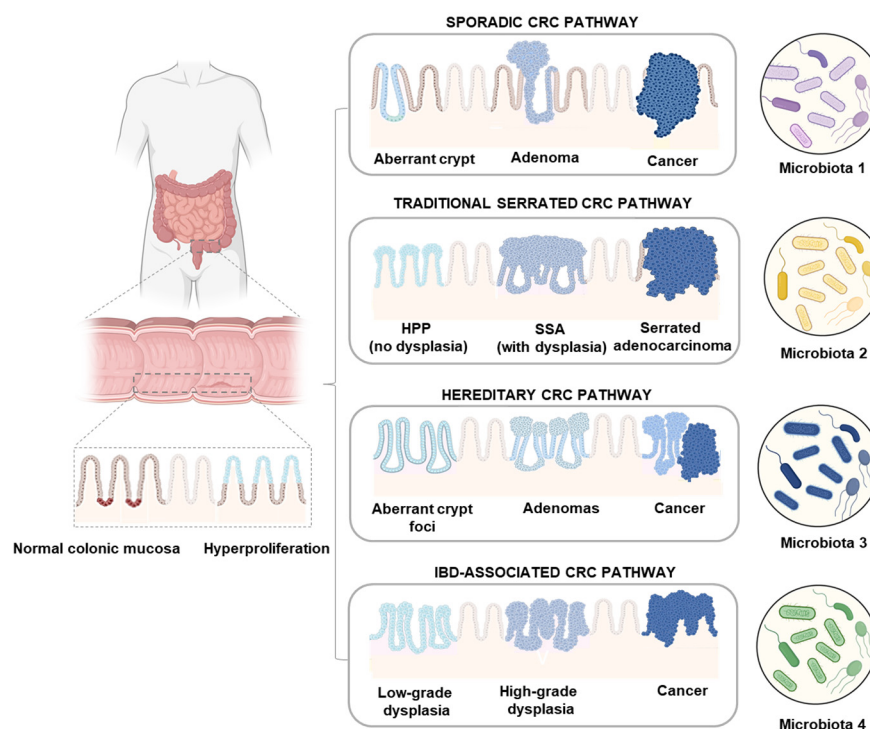 SPORADIC CRC PATHWAY
Aberrant crypt
Adenoma
Cancer
Microbiota 1
TRADITIONAL SERRATED CRC PATHWAY
HPP
(no dysplasia)
SSA
(with dysplasia)
Serrated
adenocarcinoma
Microbiota 2
HEREDITARY CRC PATHWAY
Aberrant crypt
foci
Adenomas
Cancer
Microbiota 3
Normal colonic mucosa
Hyperproliferation
IBD-ASSOCIATED CRC PATHWAY
Low-grade
dysplasia
High-grade
dysplasia
Cancer
Microbiota 4